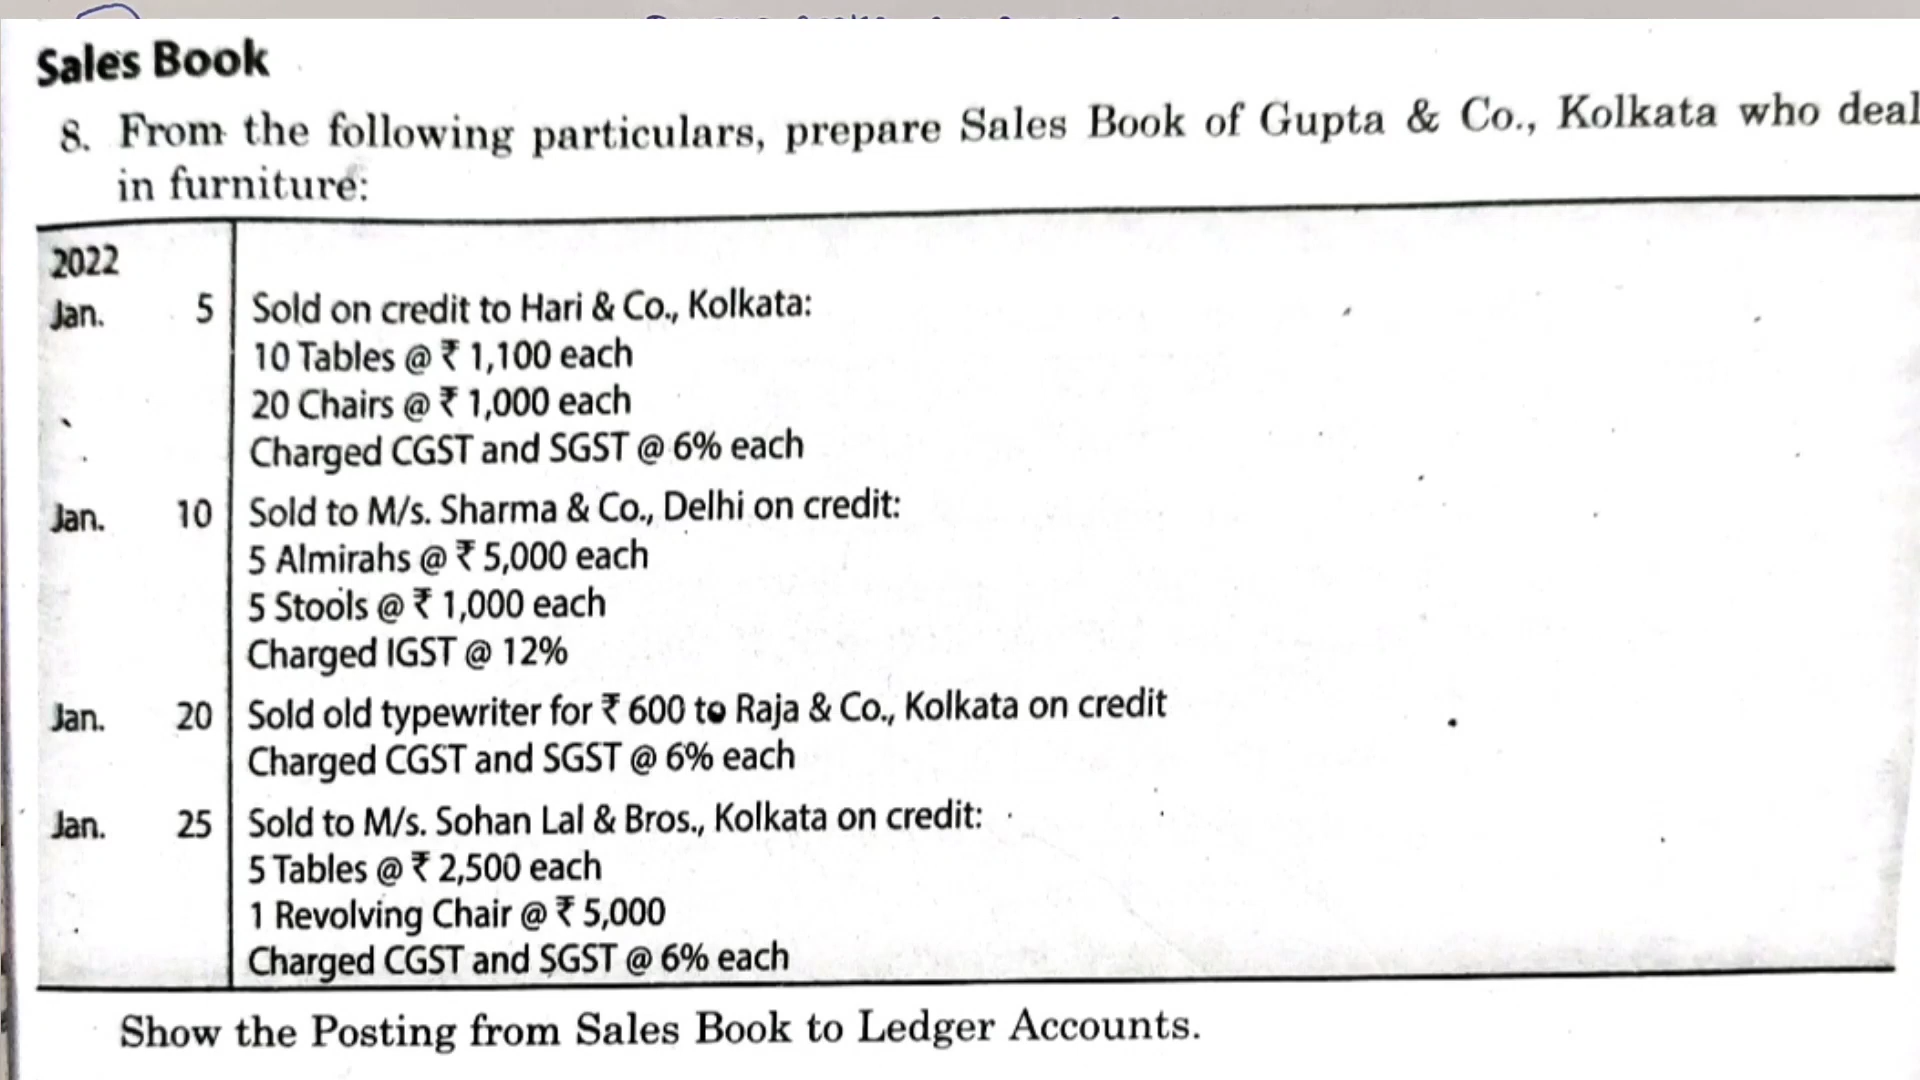 Sales Book
8. From the following particulars, prepare Sales Book of Gupta & Co., Kolkata who deal
in furniture:
2022
Jan. 5 Sold on credit to Hari & Co., Kolkata:
10 Tables @ ₹ 1,100 each
20 Chairs @ ₹ 1,000 each
Charged CGST and SGST @ 6% each
Jan. 10 Sold to M/s. Sharma & Co., Delhi on credit:
5 Almirahs @ ₹ 5,000 each
5 Stools @ ₹ 1,000 each
Charged IGST @ 12%
Jan. 20 Sold old typewriter for ₹ 600 to Raja & Co., Kolkata on credit
Charged CGST and SGST @ 6% each
Jan. 25 Sold to M/s. Sohan Lal & Bros., Kolkata on credit:
5 Tables @ ₹ 2,500 each
1 Revolving Chair @ ₹ 5,000
Charged CGST and SGST @ 6% each
Show the Posting from Sales Book to Ledger Accounts.